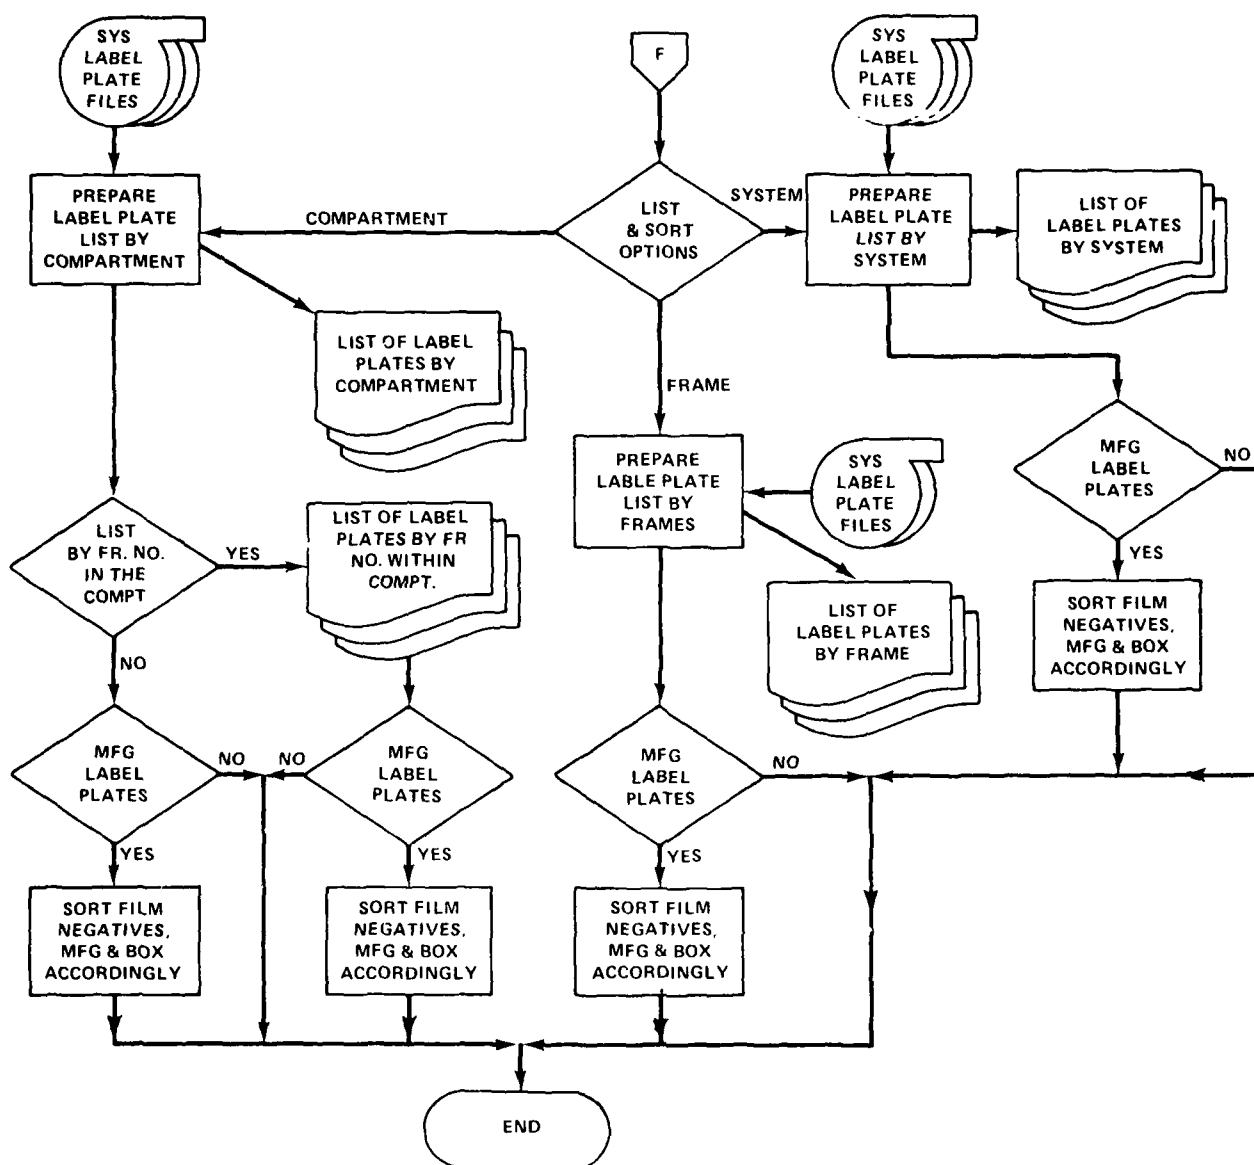 SYS
LABEL
PLATE
FILES
F
SYS
LABEL
PLATE
FILES
PREPARE
LABEL PLATE
LIST BY
COMPARTMENT
COMPARTMENT
LIST
& SORT
OPTIONS
SYSTEM
PREPARE
LABEL PLATE
LIST BY
SYSTEM
LIST OF
LABEL PLATES
BY SYSTEM
LIST OF LABEL
PLATES BY
COMPARTMENT
FRAME
PREPARE
LABLE PLATE
LIST BY
FRAMES
SYS
LABEL
PLATE
FILES
MFG
LABEL
PLATES
NO
YES
LIST
BY FR. NO.
IN THE
COMPT
YES
LIST OF LABEL
PLATES BY FR
NO. WITHIN
COMPT.
NO
LIST OF
LABEL PLATES
BY FRAME
SORT FILM
NEGATIVES,
MFG & BOX
ACCORDINGLY
MFG
LABEL
PLATES
NO
NO
MFG
LABEL
PLATES
MFG
LABEL
PLATES
NO
YES
YES
YES
SORT FILM
NEGATIVES,
MFG & BOX
ACCORDINGLY
SORT FILM
NEGATIVES,
MFG & BOX
ACCORDINGLY
SORT FILM
NEGATIVES,
MFG & BOX
ACCORDINGLY
END